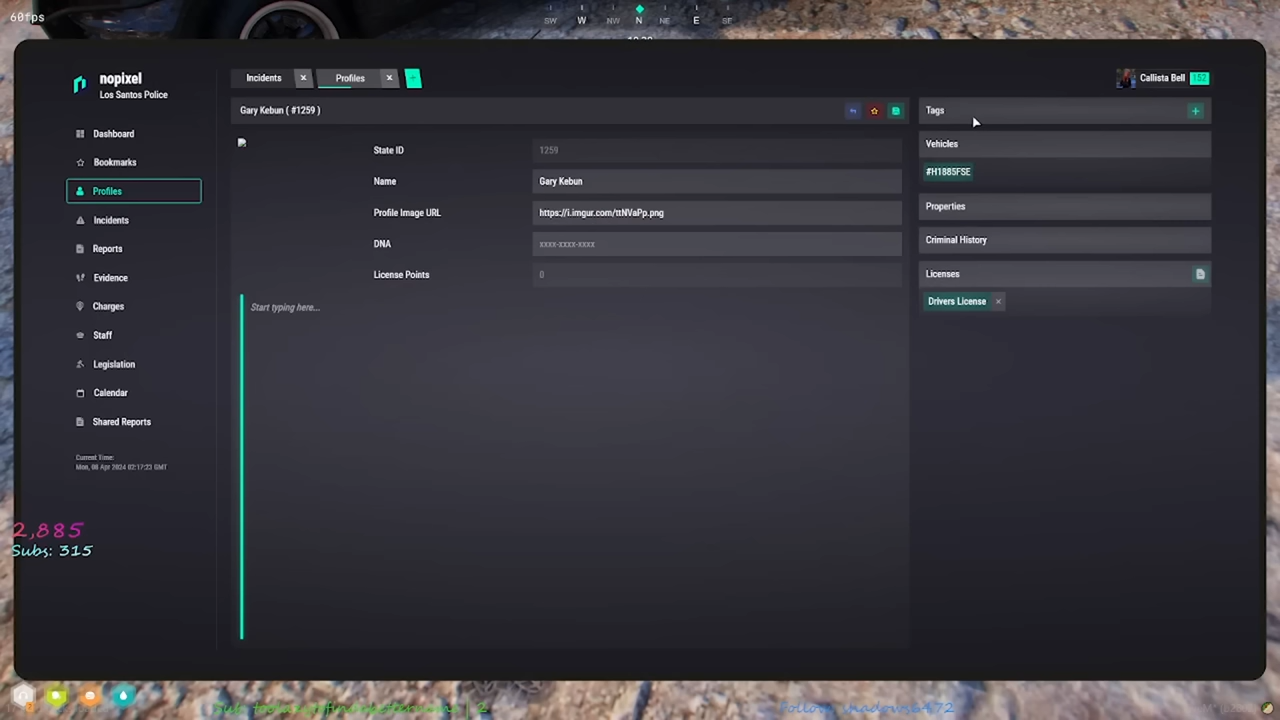 60fps
SW W NW N NE E SE
nopixel
Los Santos Police
Incidents
Profiles
Callista Bell 152
Gary Kebun ( #1259 )
Tags
Dashboard
Bookmarks
Profiles
Incidents
Reports
Evidence
Charges
Staff
Legislation
Calendar
Shared Reports
Current Time:
Mon, 08 Apr 2024 02:17:23 GMT
State ID 1259
Name Gary Kebun
Profile Image URL https://i.imgur.com/ttNVaPp.png
DNA xxxx-xxxx-xxxx
License Points 0
Start typing here...
Vehicles
#H1885FSE
Properties
Criminal History
Licenses
Drivers License
2,885
Subs: 315